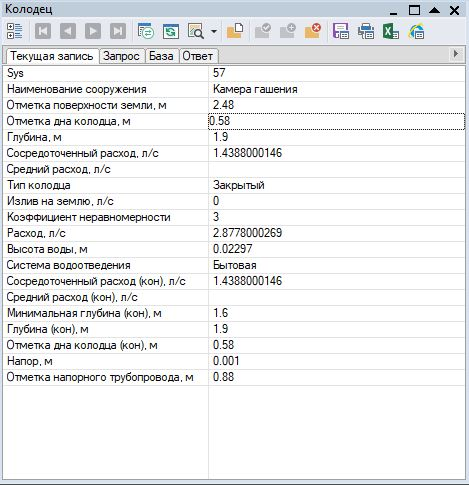 Колодец
Текущая запись Запрос База Ответ
Sys 57
Наименование сооружения Камера гашения
Отметка поверхности земли, м 2.48
Отметка дна колодца, м 0.58
Глубина, м 1.9
Сосредоточенный расход, л/с 1.4388000146
Средний расход, л/с
Тип колодца Закрытый
Излив на землю, л/с 0
Коэффициент неравномерности 3
Расход, л/с 2.8778000269
Высота воды, м 0.02297
Система водоотведения Бытовая
Сосредоточенный расход (кон), л/с 1.4388000146
Средний расход (кон), л/с
Минимальная глубина (кон), м 1.6
Глубина (кон), м 1.9
Отметка дна колодца (кон), м 0.58
Напор, м 0.001
Отметка напорного трубопровода, м 0.88